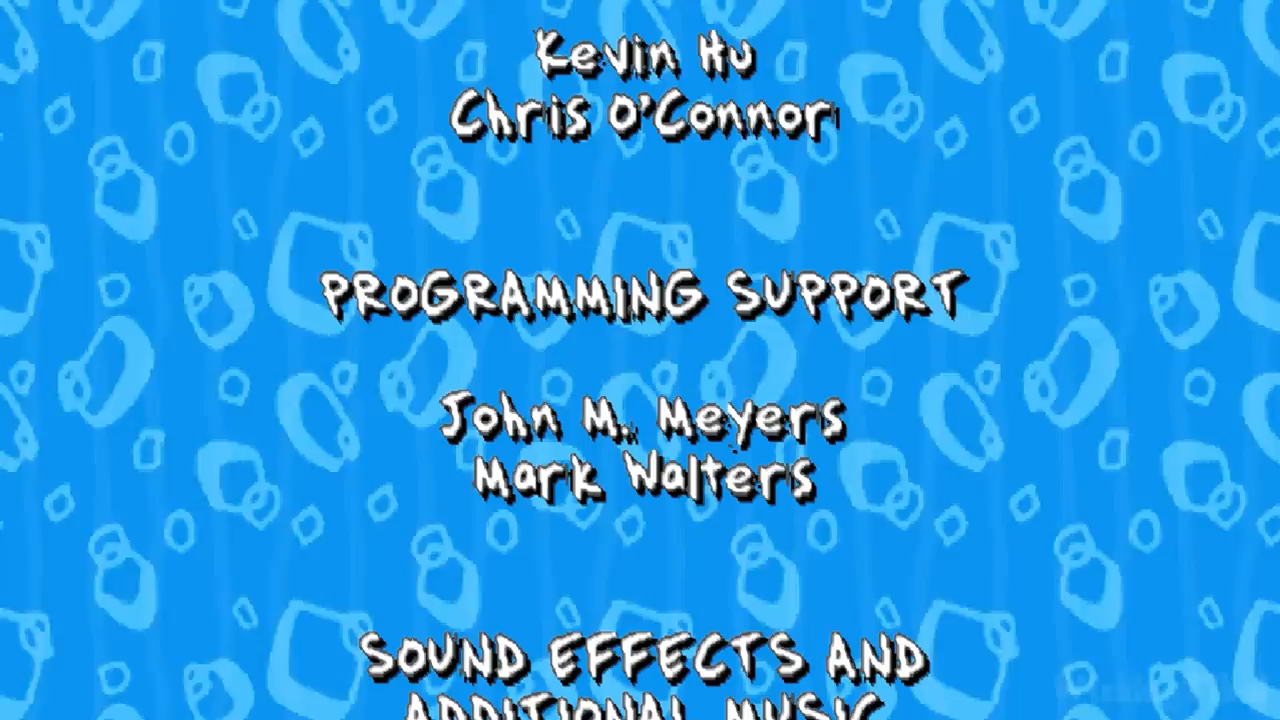 Kevin Hu
Chris O'Connor
PROGRAMMING SUPPORT
John M. Meyers
Mark Walters
SOUND EFFECTS AND
ADDITIONAL MUSIC